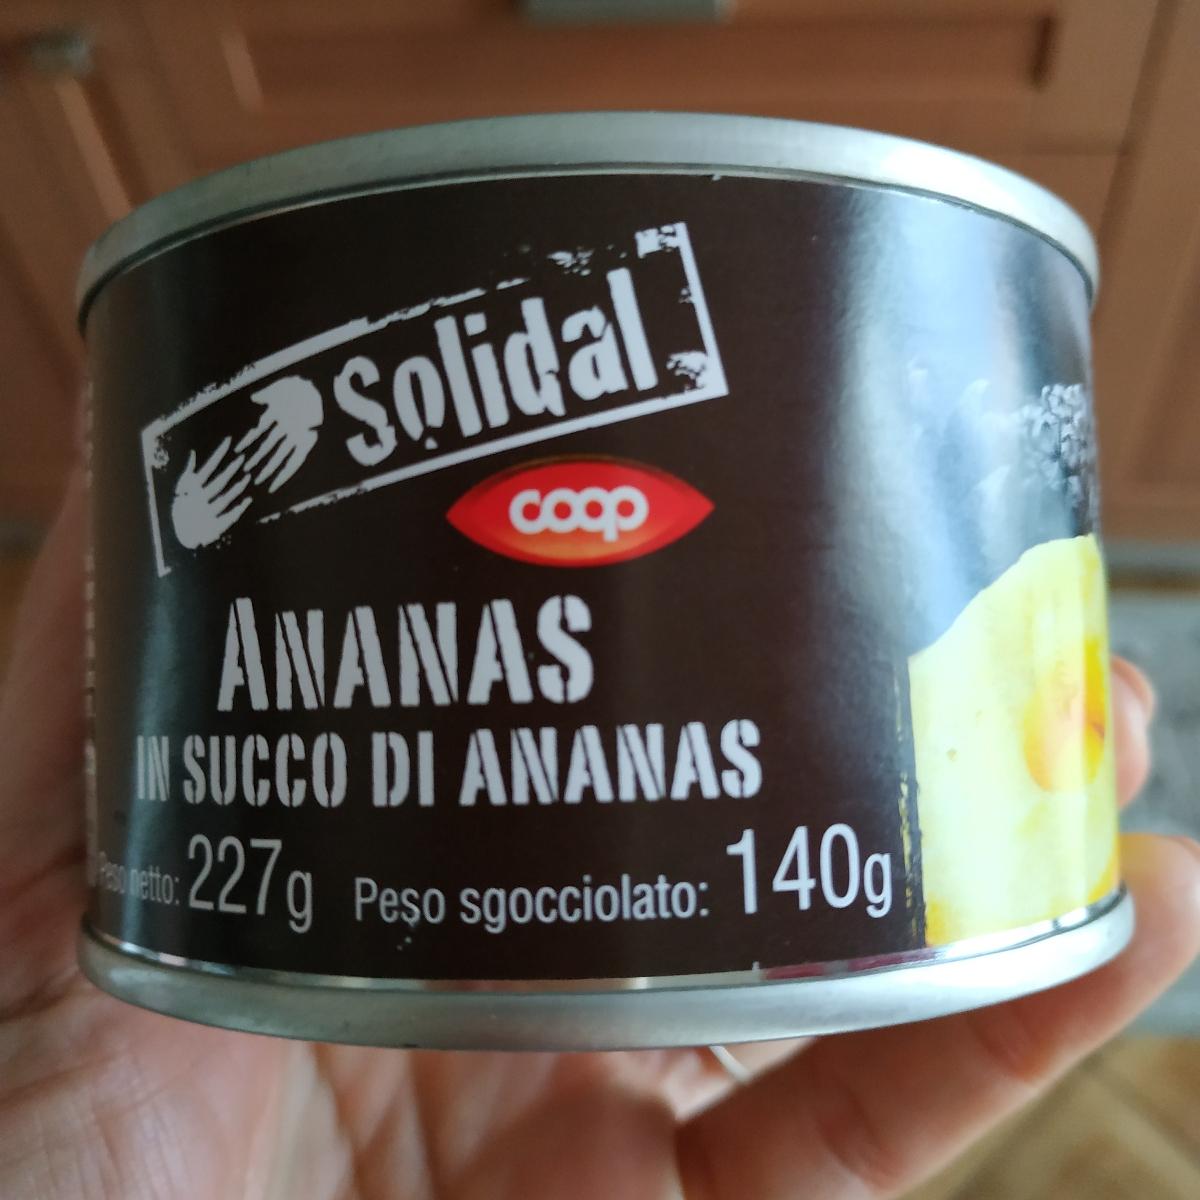 Solidal
coop
ANANAS
IN SUCCO DI ANANAS
Peso netto: 227g Peso sgocciolato: 140g